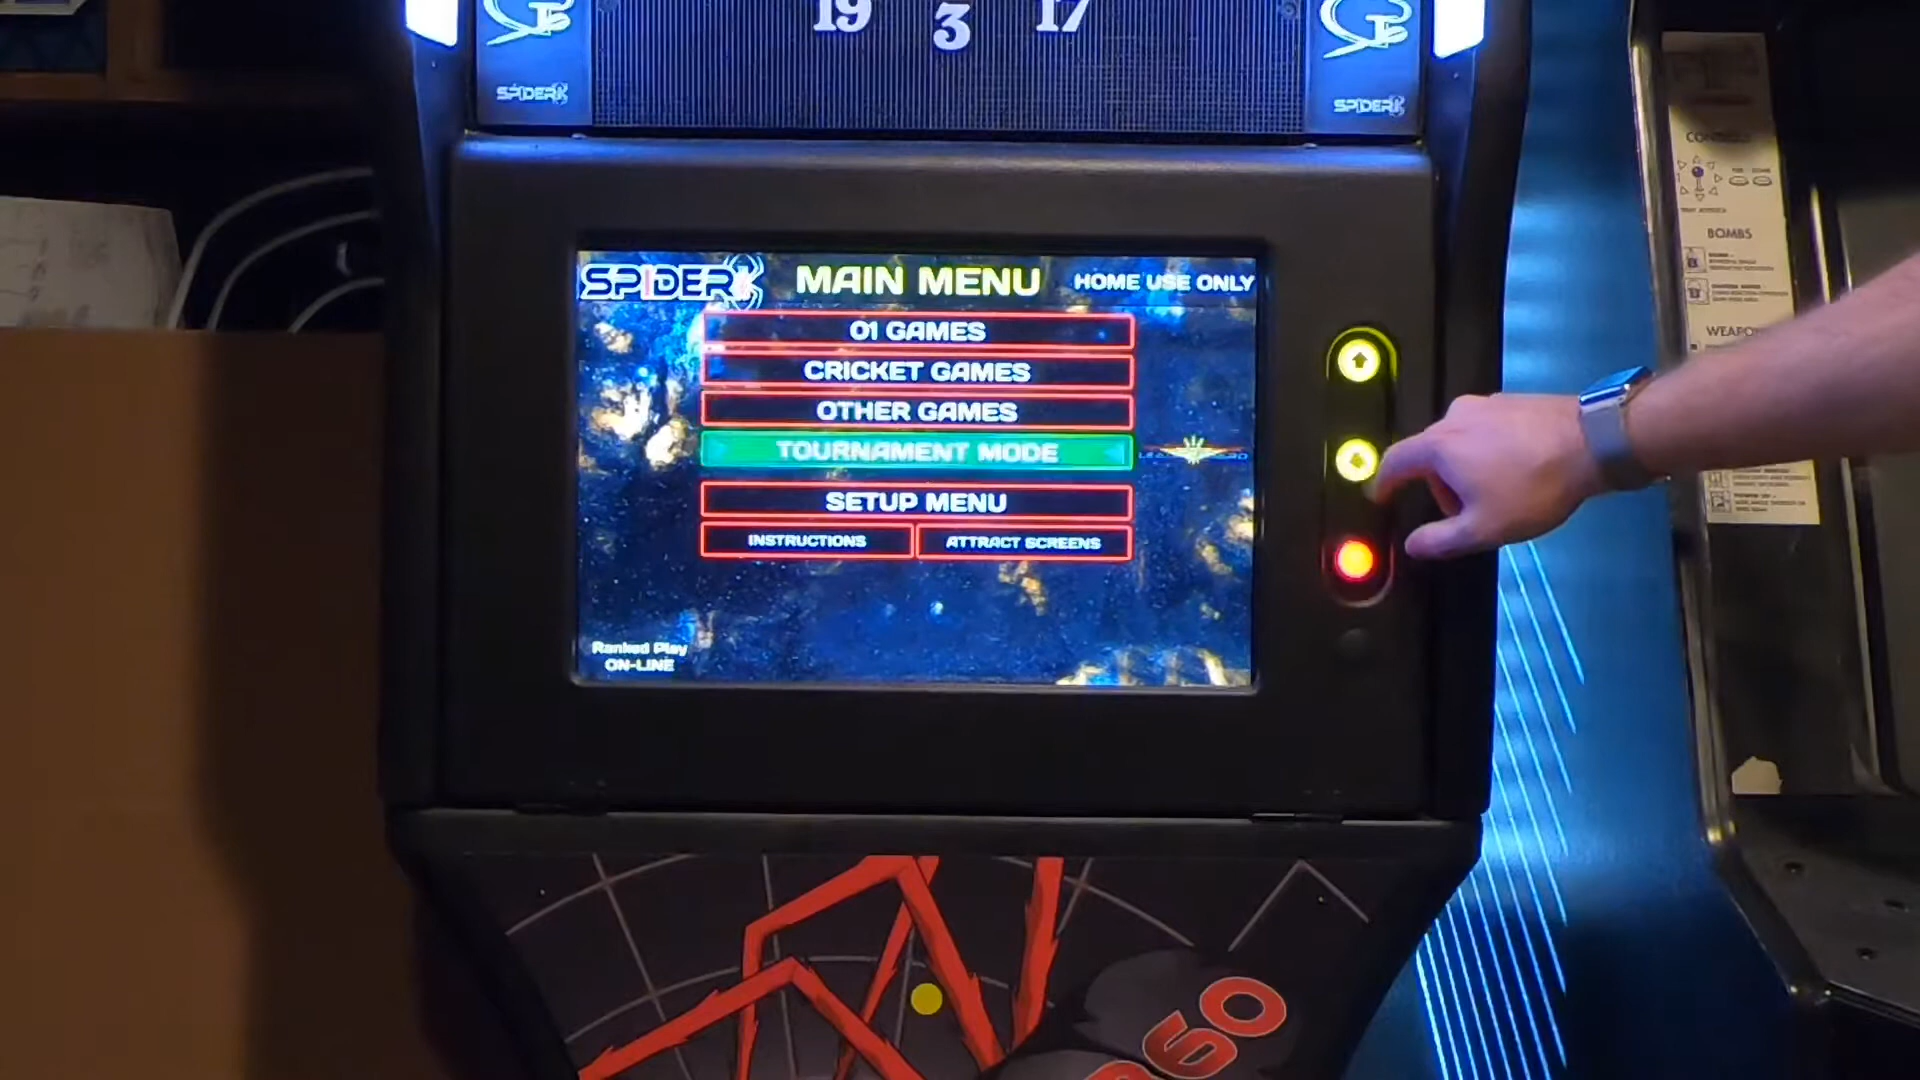 19 3 17
SPIDER
SPIDER
SPIDER
MAIN MENU
HOME USE ONLY
01 GAMES
CRICKET GAMES
OTHER GAMES
TOURNAMENT MODE
SETUP MENU
INSTRUCTIONS
ATTRACT SCREENS
Ranked Play
ON-LINE
BOMBS
360